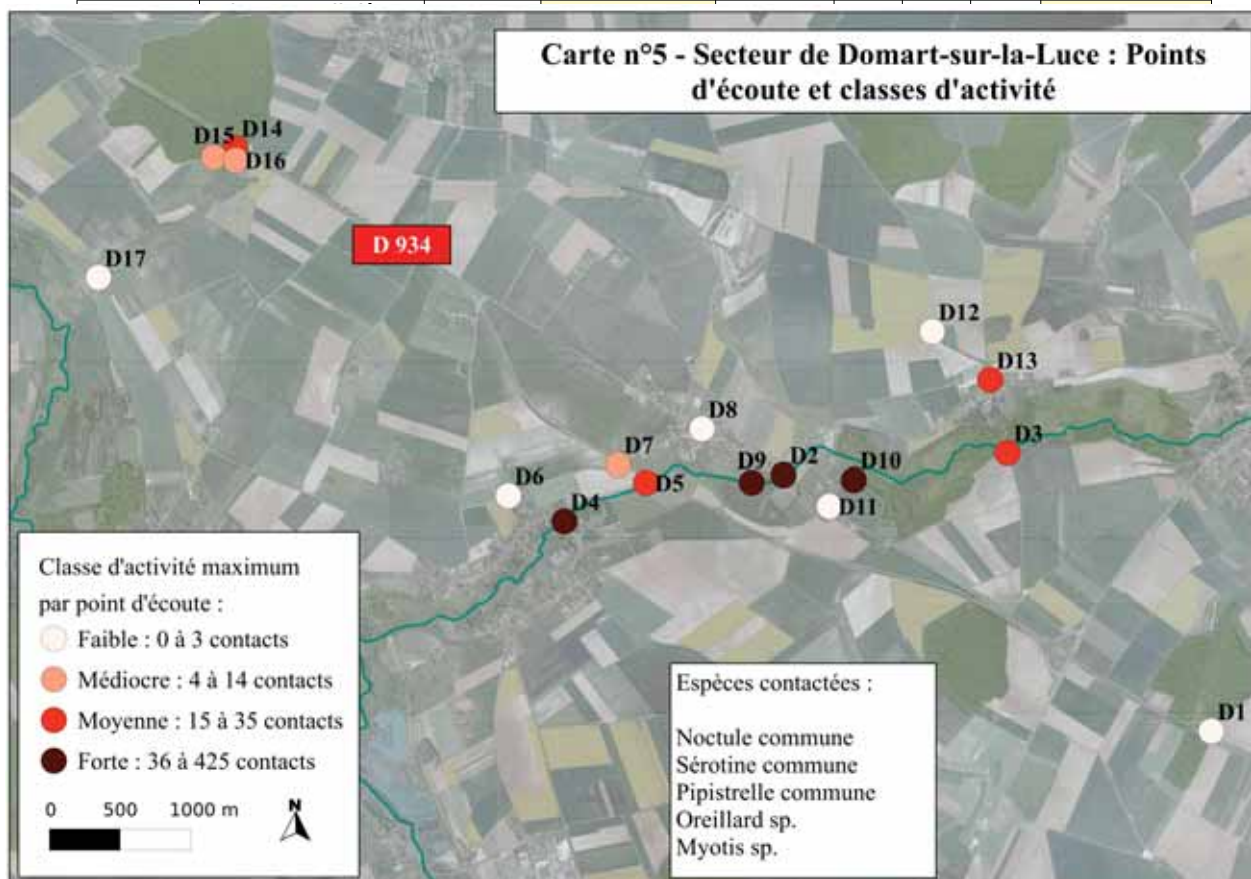 Carte n°5 - Secteur de Domart-sur-la-Luce : Points
d'écoute et classes d'activité
D15
D14
D16
D 934
D17
D12
D13
D8
D3
D7
D9
D2
D10
D6
D5
D4
D11
Classe d'activité maximum
par point d'écoute :
Faible : 0 à 3 contacts
Médiocre : 4 à 14 contacts
Moyenne : 15 à 35 contacts
Forte : 36 à 425 contacts
0 500 1000 m
N
Espèces contactées :
Noctule commune
Sérotine commune
Pipistrelle commune
Oreillard sp.
Myotis sp.
D1